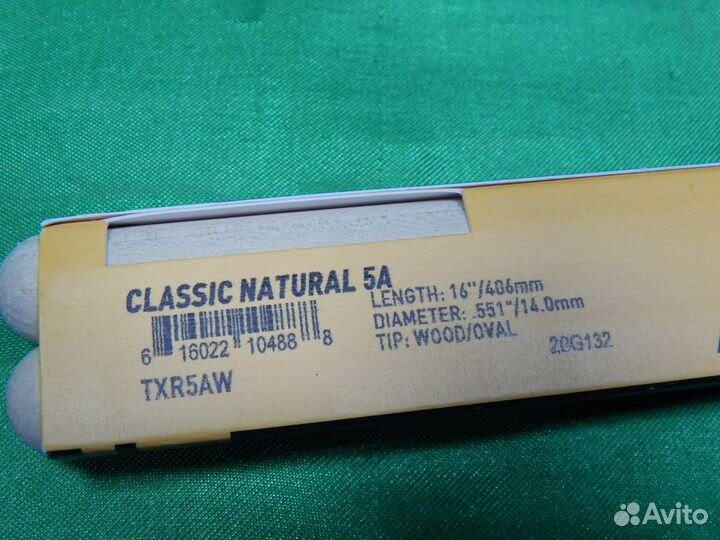 CLASSIC NATURAL 5A
LENGTH: 16"/406mm
DIAMETER: .551"/14.0mm
TIP: WOOD/OVAL
6 16022 10488 8
TXR5AW
20G132
Avito